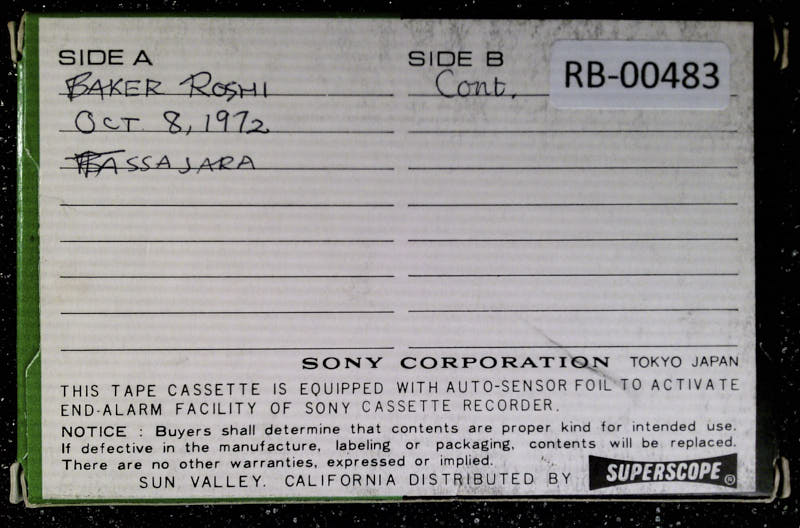 SIDE A
BAKER ROSHI
OCT 8, 1972
TASSAJARA
SIDE B
Cont.
RB-00483
SONY CORPORATION TOKYO JAPAN
THIS TAPE CASSETTE IS EQUIPPED WITH AUTO-SENSOR FOIL TO ACTIVATE
END-ALARM FACILITY OF SONY CASSETTE RECORDER.
NOTICE : Buyers shall determine that contents are proper kind for intended use.
If defective in the manufacture, labeling or packaging, contents will be replaced.
There are no other warranties, expressed or implied.
SUN VALLEY. CALIFORNIA DISTRIBUTED BY SUPERSCOPE®